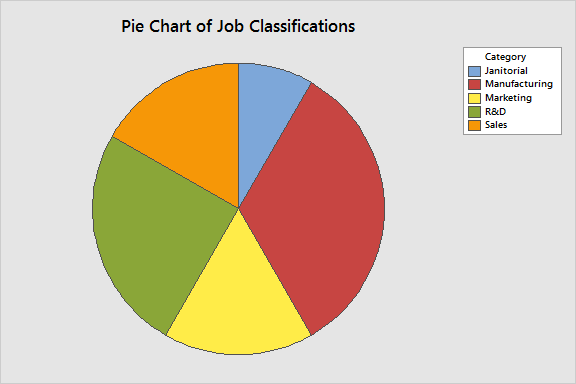 Pie Chart of Job Classifications
Category
Janitorial
Manufacturing
Marketing
R&D
Sales